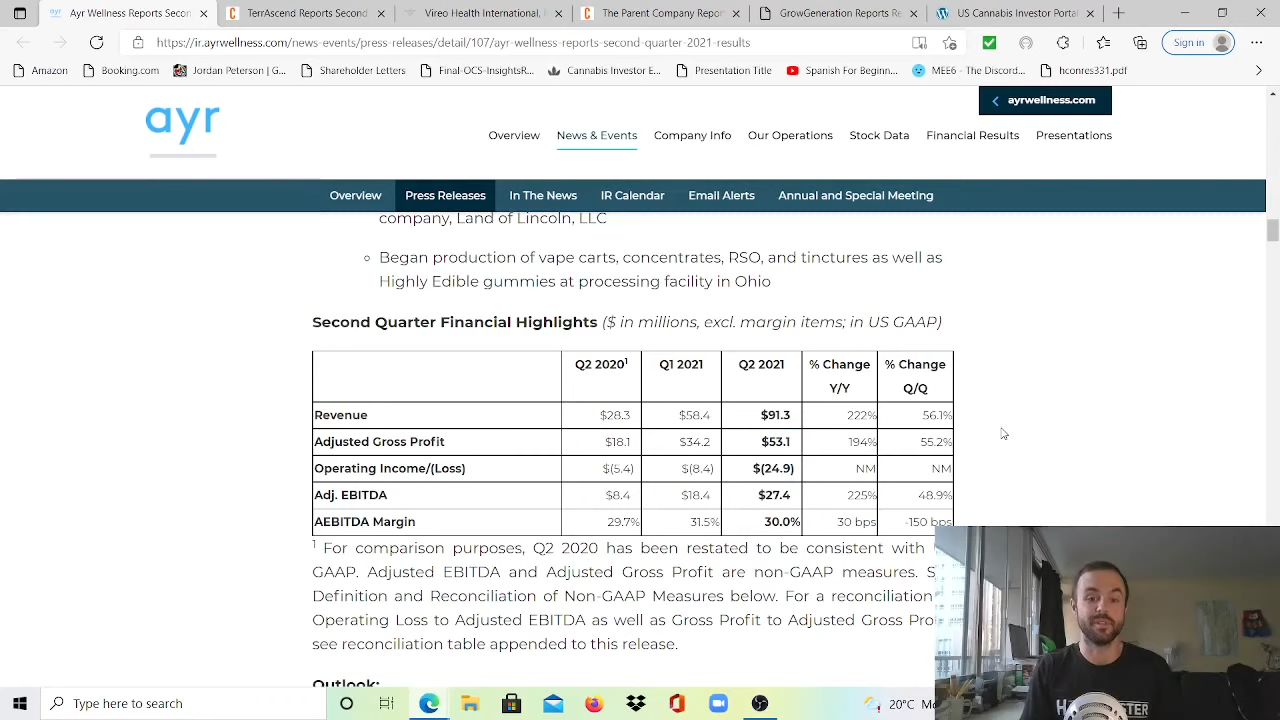 Ayr Wellness Reports Secon
TerrAscend Reports Second
Vireo Health International,
The Parent Company Repor
GrowGeneration Reports Re
US Cannabis Investor Portal
https://ir.ayrwellness.com/news-events/press-releases/detail/107/ayr-wellness-reports-second-quarter-2021-results
Sign in
Amazon
Booking.com
Jordan Peterson | G...
Shareholder Letters
Final-OCS-InsightsR...
Cannabis Investor E...
Presentation Title
Spanish For Beginn...
MEE6 - The Discord...
hconres331.pdf
ayrwellness.com
ayr
Overview
News & Events
Company Info
Our Operations
Stock Data
Financial Results
Presentations
Overview
Press Releases
In The News
IR Calendar
Email Alerts
Annual and Special Meeting
company, Land of Lincoln, LLC
Began production of vape carts, concentrates, RSO, and tinctures as well as
Highly Edible gummies at processing facility in Ohio
Second Quarter Financial Highlights ($ in millions, excl. margin items; in US GAAP)
Q2 2020¹ Q1 2021 Q2 2021 % Change Y/Y % Change Q/Q
Revenue $28.3 $58.4 $91.3 222% 56.1%
Adjusted Gross Profit $18.1 $34.2 $53.1 194% 55.2%
Operating Income/(Loss) $(5.4) $(8.4) $(24.9) NM NM
Adj. EBITDA $8.4 $18.4 $27.4 225% 48.9%
AEBITDA Margin 29.7% 31.5% 30.0% 30 bps -150 bps
¹ For comparison purposes, Q2 2020 has been restated to be consistent with
GAAP. Adjusted EBITDA and Adjusted Gross Profit are non-GAAP measures. S
Definition and Reconciliation of Non-GAAP Measures below. For a reconciliation
Operating Loss to Adjusted EBITDA as well as Gross Profit to Adjusted Gross Pro
see reconciliation table appended to this release.
Outlook:
Type here to search
20°C